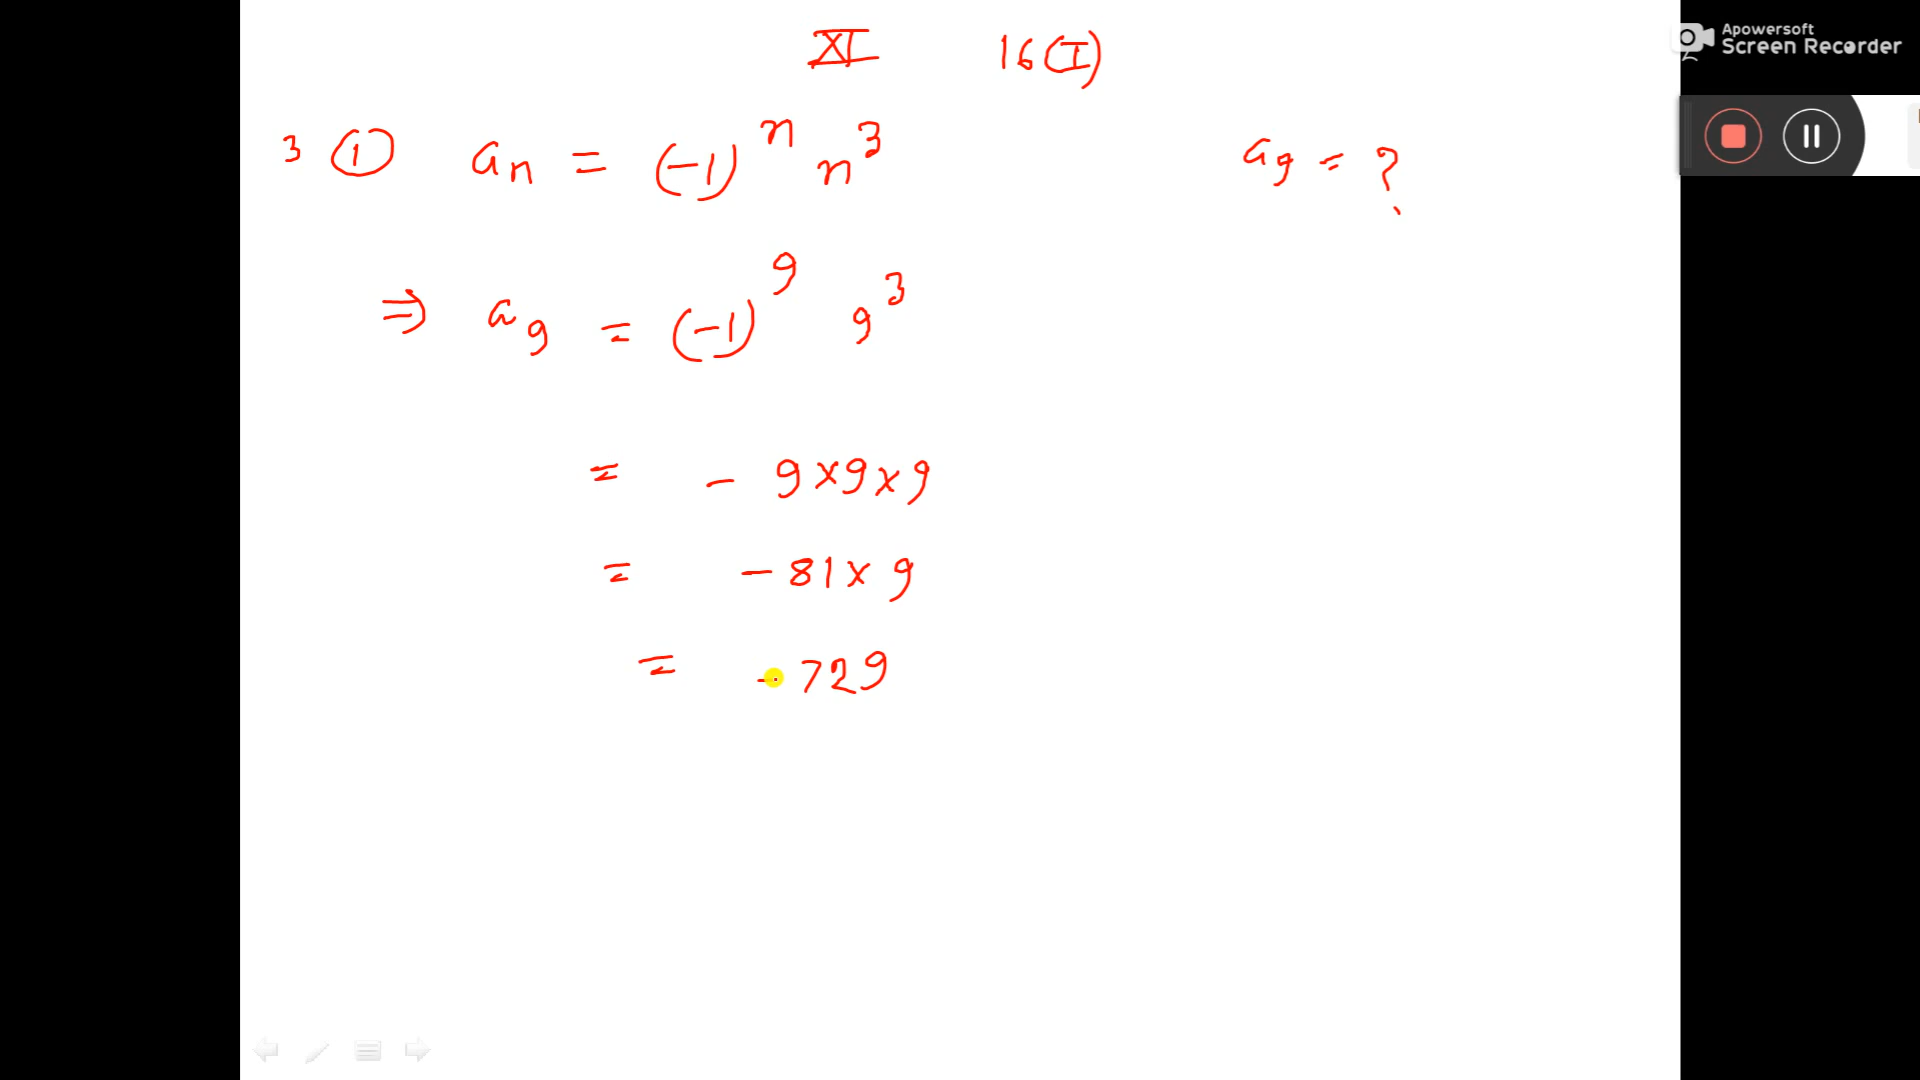 XI 16(I)
Apowersoft
Screen Recorder
3 ① aₙ = (-1)ⁿ n³ a₉ = ?
⇒ a₉ = (-1)⁹ 9³
= - 9×9×9
= - 81×9
= - 729